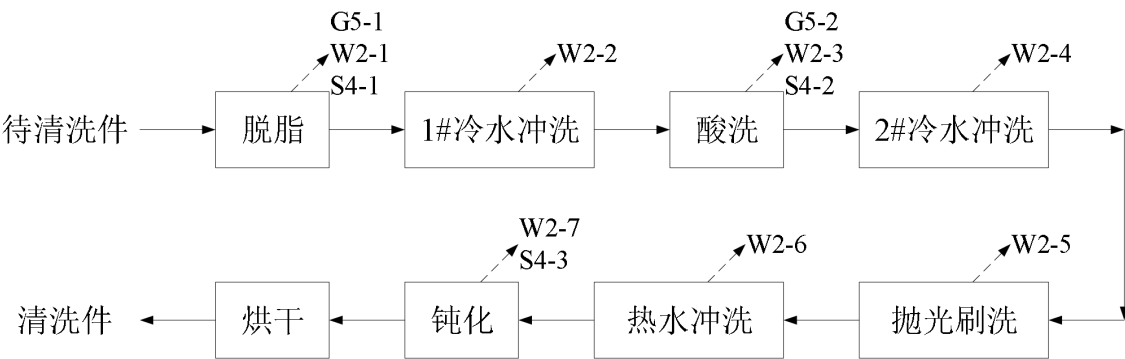 G5-1
W2-1
S4-1
W2-2
G5-2
W2-3
S4-2
W2-4
待清洗件
脱脂
1#冷水冲洗
酸洗
2#冷水冲洗
W2-7
S4-3
W2-6
W2-5
清洗件
烘干
钝化
热水冲洗
抛光刷洗